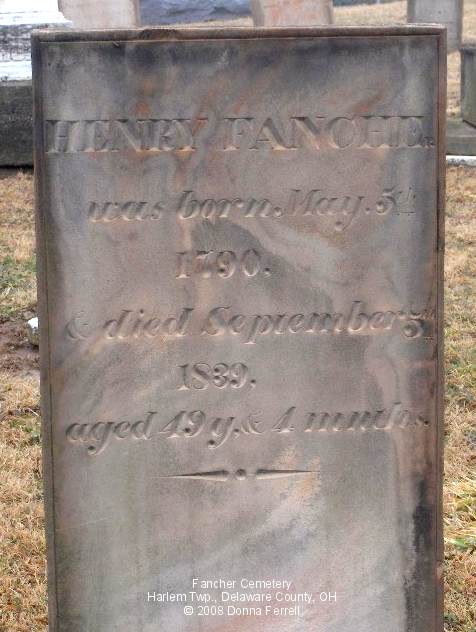 HENRY FANCHER
was born May. 5th
1790.
& died September 5th
1839.
aged 49 y, & 4 mnths.
Fancher Cemetery
Harlem Twp., Delaware County, OH
© 2008 Donna Ferrell